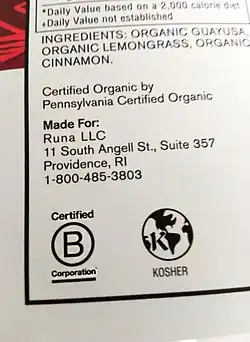 *Daily Value based on a 2,000 calorie diet
+Daily Value not established
INGREDIENTS: ORGANIC GUAYUSA,
ORGANIC LEMONGRASS, ORGANIC
CINNAMON.
Certified Organic by
Pennsylvania Certified Organic
Made For:
Runa LLC
11 South Angell St., Suite 357
Providence, RI
1-800-485-3803
Certified
B
Corporation
K
KOSHER